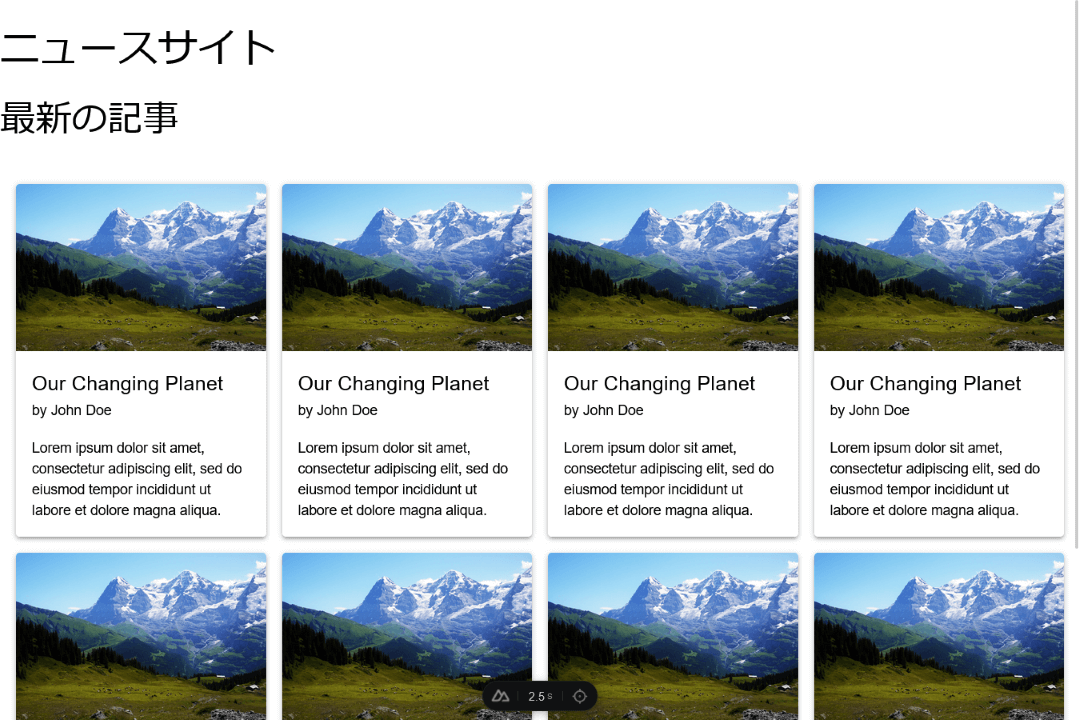 ニュースサイト
最新の記事
Our Changing Planet
by John Doe
Lorem ipsum dolor sit amet,
consectetur adipiscing elit, sed do
eiusmod tempor incididunt ut
labore et dolore magna aliqua.
Our Changing Planet
by John Doe
Lorem ipsum dolor sit amet,
consectetur adipiscing elit, sed do
eiusmod tempor incididunt ut
labore et dolore magna aliqua.
Our Changing Planet
by John Doe
Lorem ipsum dolor sit amet,
consectetur adipiscing elit, sed do
eiusmod tempor incididunt ut
labore et dolore magna aliqua.
Our Changing Planet
by John Doe
Lorem ipsum dolor sit amet,
consectetur adipiscing elit, sed do
eiusmod tempor incididunt ut
labore et dolore magna aliqua.
2.5 s